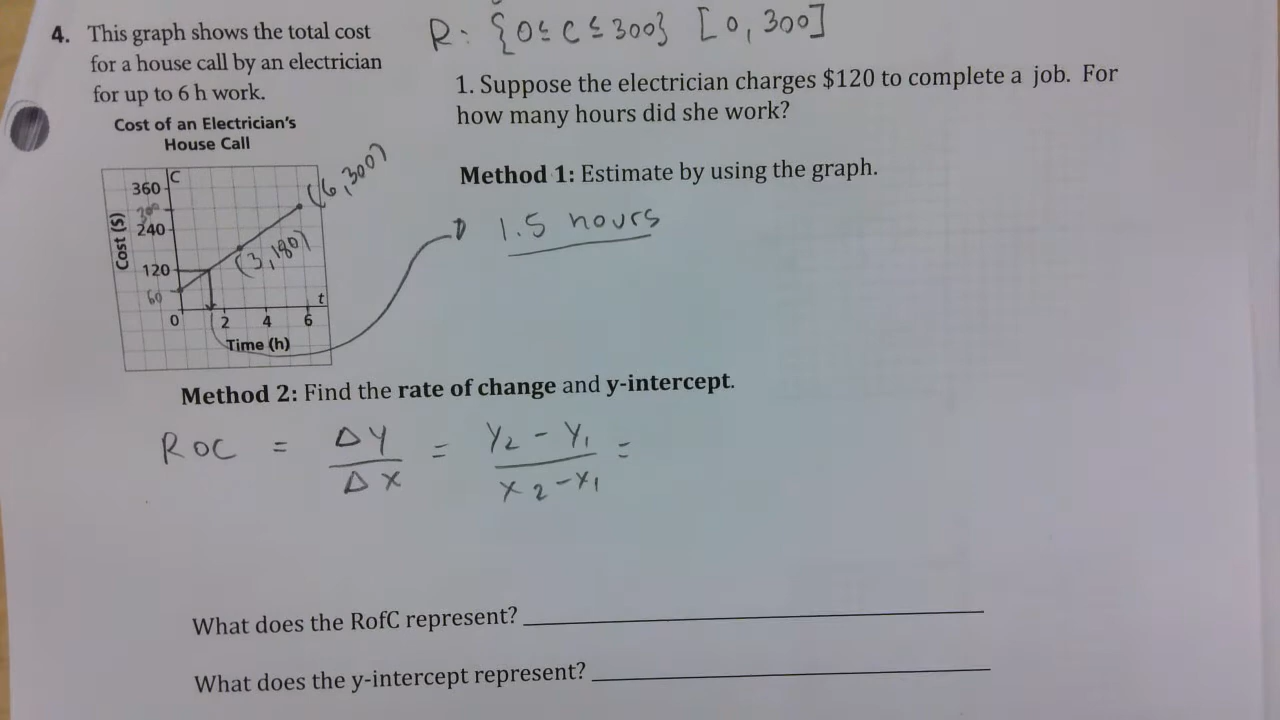 R: {0 ≤ C ≤ 300} [0, 300]
4. This graph shows the total cost
for a house call by an electrician
for up to 6 h work.
1. Suppose the electrician charges $120 to complete a job. For
how many hours did she work?
Cost of an Electrician's
House Call
Method 1: Estimate by using the graph.
1.5 hours
C
360
300
240
120
60
Cost ($)
(6, 300)
(3, 180)
t
0 2 4 6
Time (h)
Method 2: Find the rate of change and y-intercept.
ROC = ΔY/ΔX = Y₂ - Y₁/X₂ - X₁ =
What does the RofC represent?
What does the y-intercept represent?